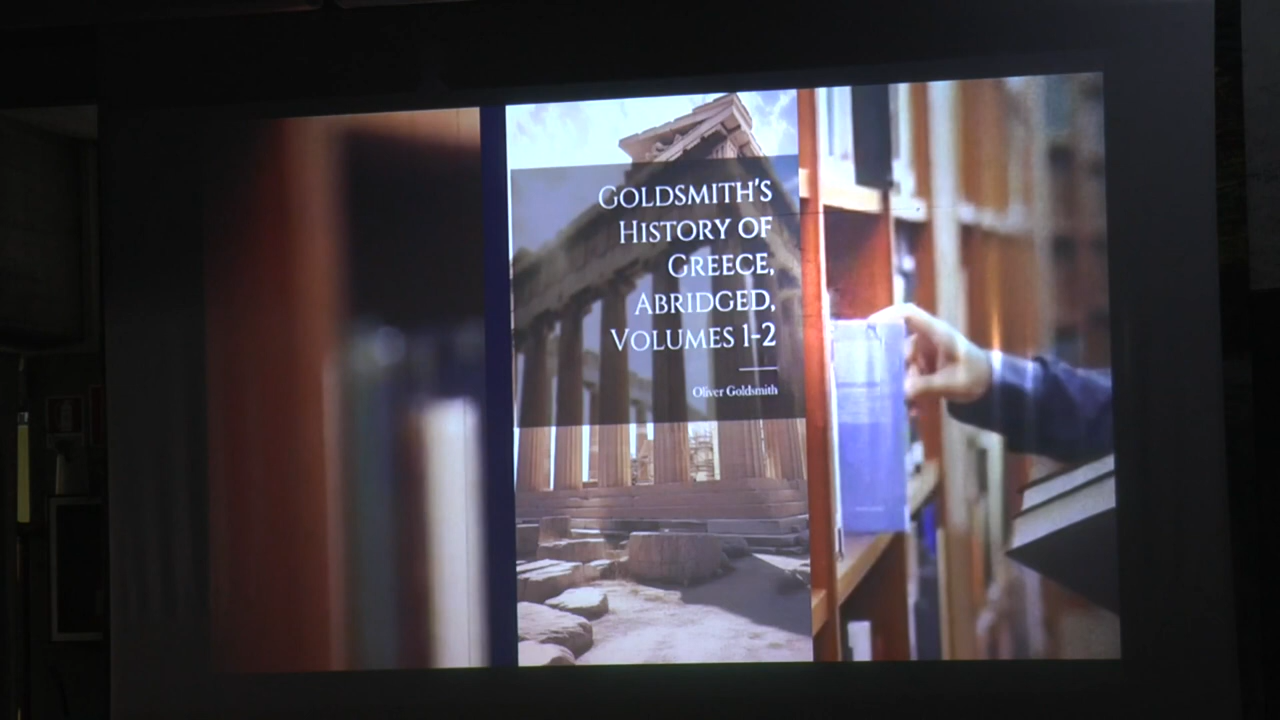 GOLDSMITH'S
HISTORY OF
GREECE,
ABRIDGED,
VOLUMES 1-2
Oliver Goldsmith